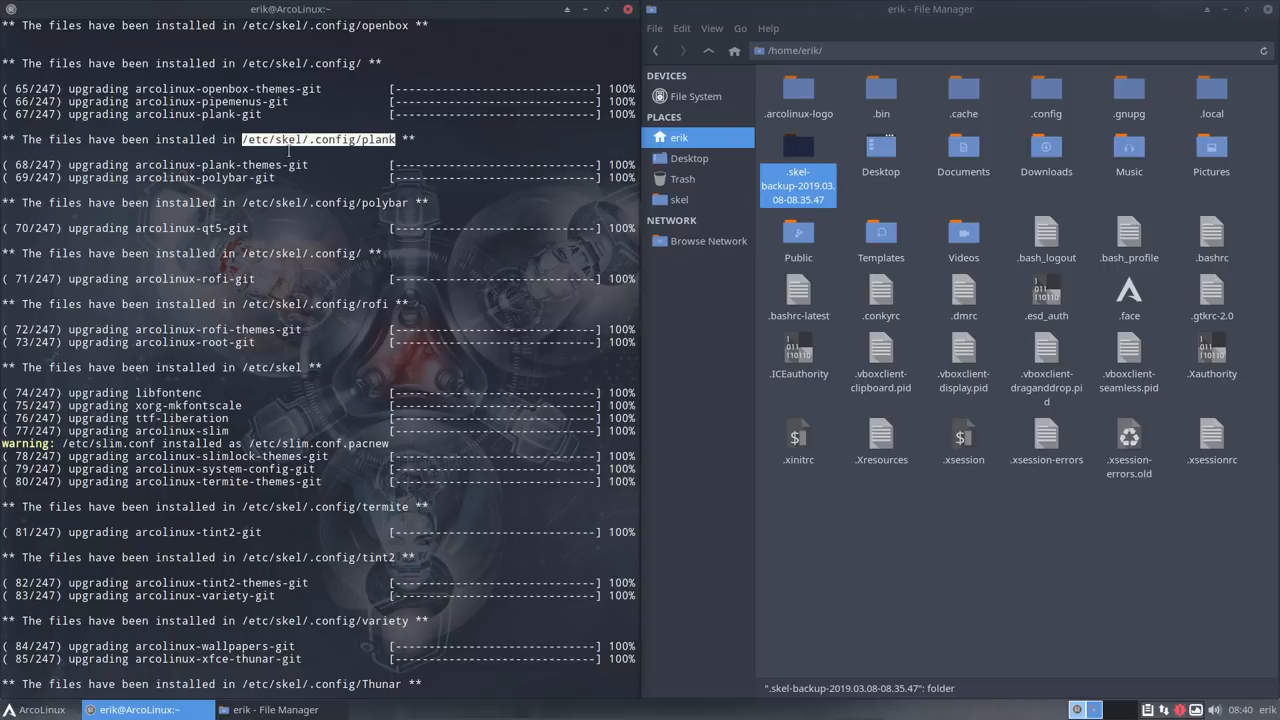 erik@ArcoLinux:~
** The files have been installed in /etc/skel/.config/openbox **
** The files have been installed in /etc/skel/.config/ **
( 65/247) upgrading arcolinux-openbox-themes-git [------------------------------] 100%
( 66/247) upgrading arcolinux-pipemenus-git [------------------------------] 100%
( 67/247) upgrading arcolinux-plank-git [------------------------------] 100%
** The files have been installed in /etc/skel/.config/plank **
( 68/247) upgrading arcolinux-plank-themes-git [------------------------------] 100%
( 69/247) upgrading arcolinux-polybar-git [------------------------------] 100%
** The files have been installed in /etc/skel/.config/polybar **
( 70/247) upgrading arcolinux-qt5-git [------------------------------] 100%
** The files have been installed in /etc/skel/.config/ **
( 71/247) upgrading arcolinux-rofi-git [------------------------------] 100%
** The files have been installed in /etc/skel/.config/rofi **
( 72/247) upgrading arcolinux-rofi-themes-git [------------------------------] 100%
( 73/247) upgrading arcolinux-root-git [------------------------------] 100%
** The files have been installed in /etc/skel **
( 74/247) upgrading libfontenc [------------------------------] 100%
( 75/247) upgrading xorg-mkfontscale [------------------------------] 100%
( 76/247) upgrading ttf-liberation [------------------------------] 100%
( 77/247) upgrading arcolinux-slim [------------------------------] 100%
warning: /etc/slim.conf installed as /etc/slim.conf.pacnew
( 78/247) upgrading arcolinux-slimlock-themes-git [------------------------------] 100%
( 79/247) upgrading arcolinux-system-config-git [------------------------------] 100%
( 80/247) upgrading arcolinux-termite-themes-git [------------------------------] 100%
** The files have been installed in /etc/skel/.config/termite **
( 81/247) upgrading arcolinux-tint2-git [------------------------------] 100%
** The files have been installed in /etc/skel/.config/tint2 **
( 82/247) upgrading arcolinux-tint2-themes-git [------------------------------] 100%
( 83/247) upgrading arcolinux-variety-git [------------------------------] 100%
** The files have been installed in /etc/skel/.config/variety **
( 84/247) upgrading arcolinux-wallpapers-git [------------------------------] 100%
( 85/247) upgrading arcolinux-xfce-thunar-git [------------------------------] 100%
** The files have been installed in /etc/skel/.config/Thunar **
erik - File Manager
File Edit View Go Help
/home/erik/
DEVICES
File System
PLACES
erik
Desktop
Trash
skel
NETWORK
Browse Network
.arcolinux-logo .bin .cache .config .gnupg .local
.skel-
backup-2019.03.
08-08.35.47
Desktop Documents Downloads Music Pictures
Public Templates Videos .bash_logout .bash_profile .bashrc
.bashrc-latest .conkyrc .dmrc .esd_auth .face .gtkrc-2.0
.ICEauthority
.vboxclient-
clipboard.pid
.vboxclient-
display.pid
.vboxclient-
draganddrop.pi
d
.vboxclient-
seamless.pid
.Xauthority
.xinitrc .Xresources .xsession .xsession-errors
.xsession-
errors.old
.xsessionrc
".skel-backup-2019.03.08-08.35.47": folder
ArcoLinux erik@ArcoLinux:~ erik - File Manager 08:40 erik